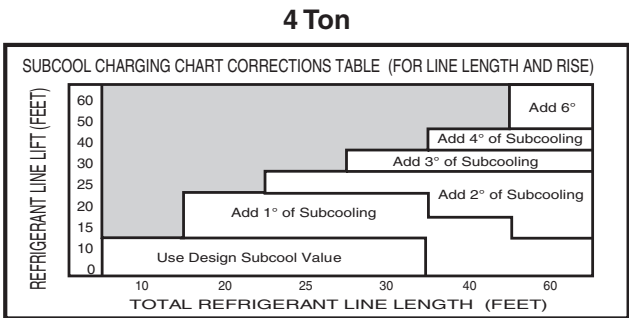 4 Ton
SUBCOOL CHARGING CHART CORRECTIONS TABLE (FOR LINE LENGTH AND RISE)
REFRIGERANT LINE LIFT (FEET)
60
50
40
30
25
20
15
10
0
Add 6°
Add 4° of Subcooling
Add 3° of Subcooling
Add 2° of Subcooling
Add 1° of Subcooling
Use Design Subcool Value
10 20 25 30 40 60
TOTAL REFRIGERANT LINE LENGTH (FEET)